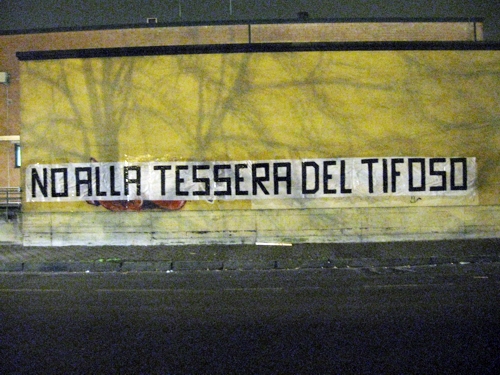 NO ALLA TESSERA DEL TIFOSO